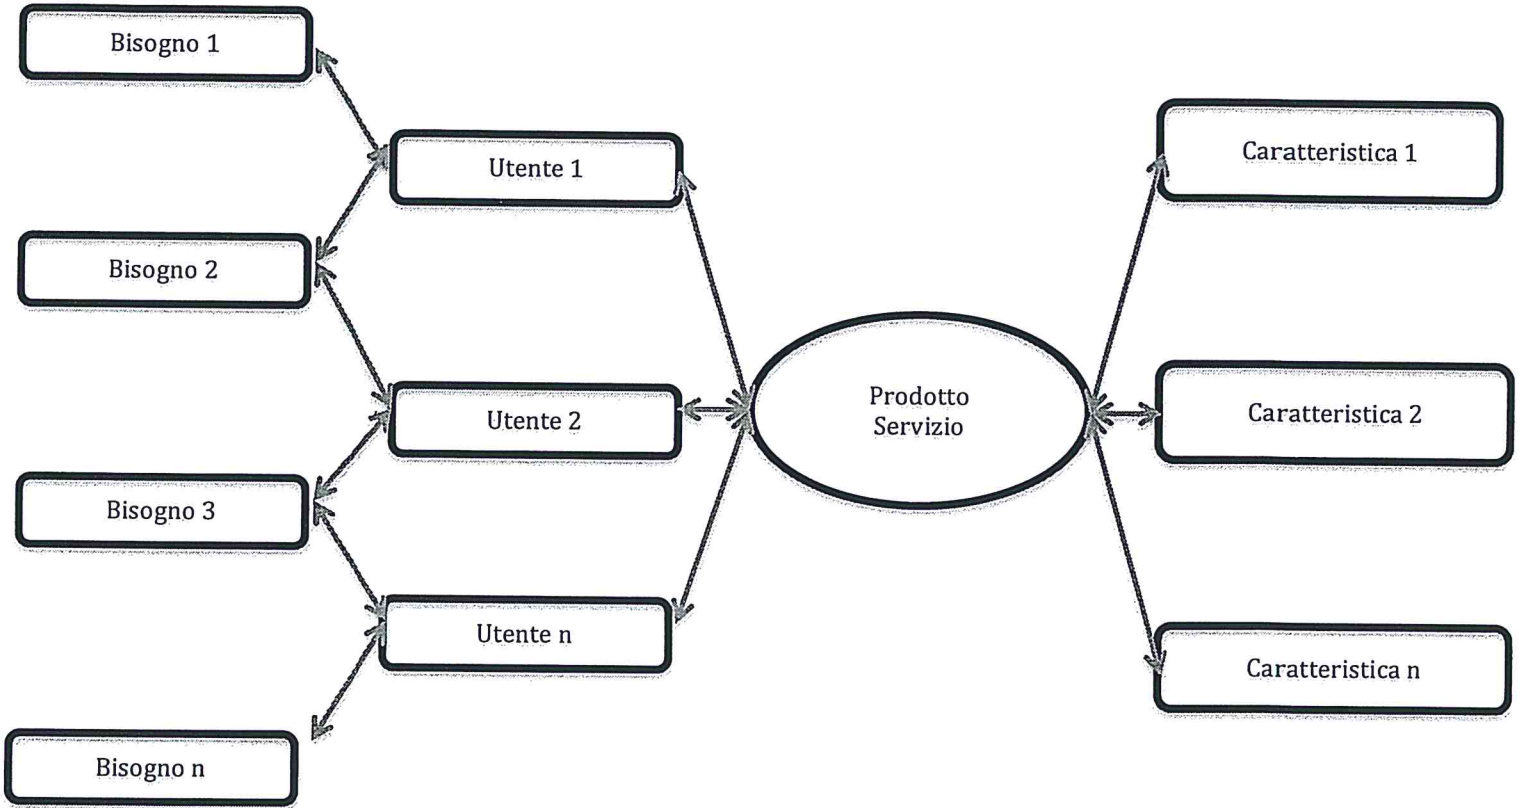 Bisogno 1
Utente 1
Bisogno 2
Utente 2
Bisogno 3
Utente n
Bisogno n
Prodotto
Servizio
Caratteristica 1
Caratteristica 2
Caratteristica n